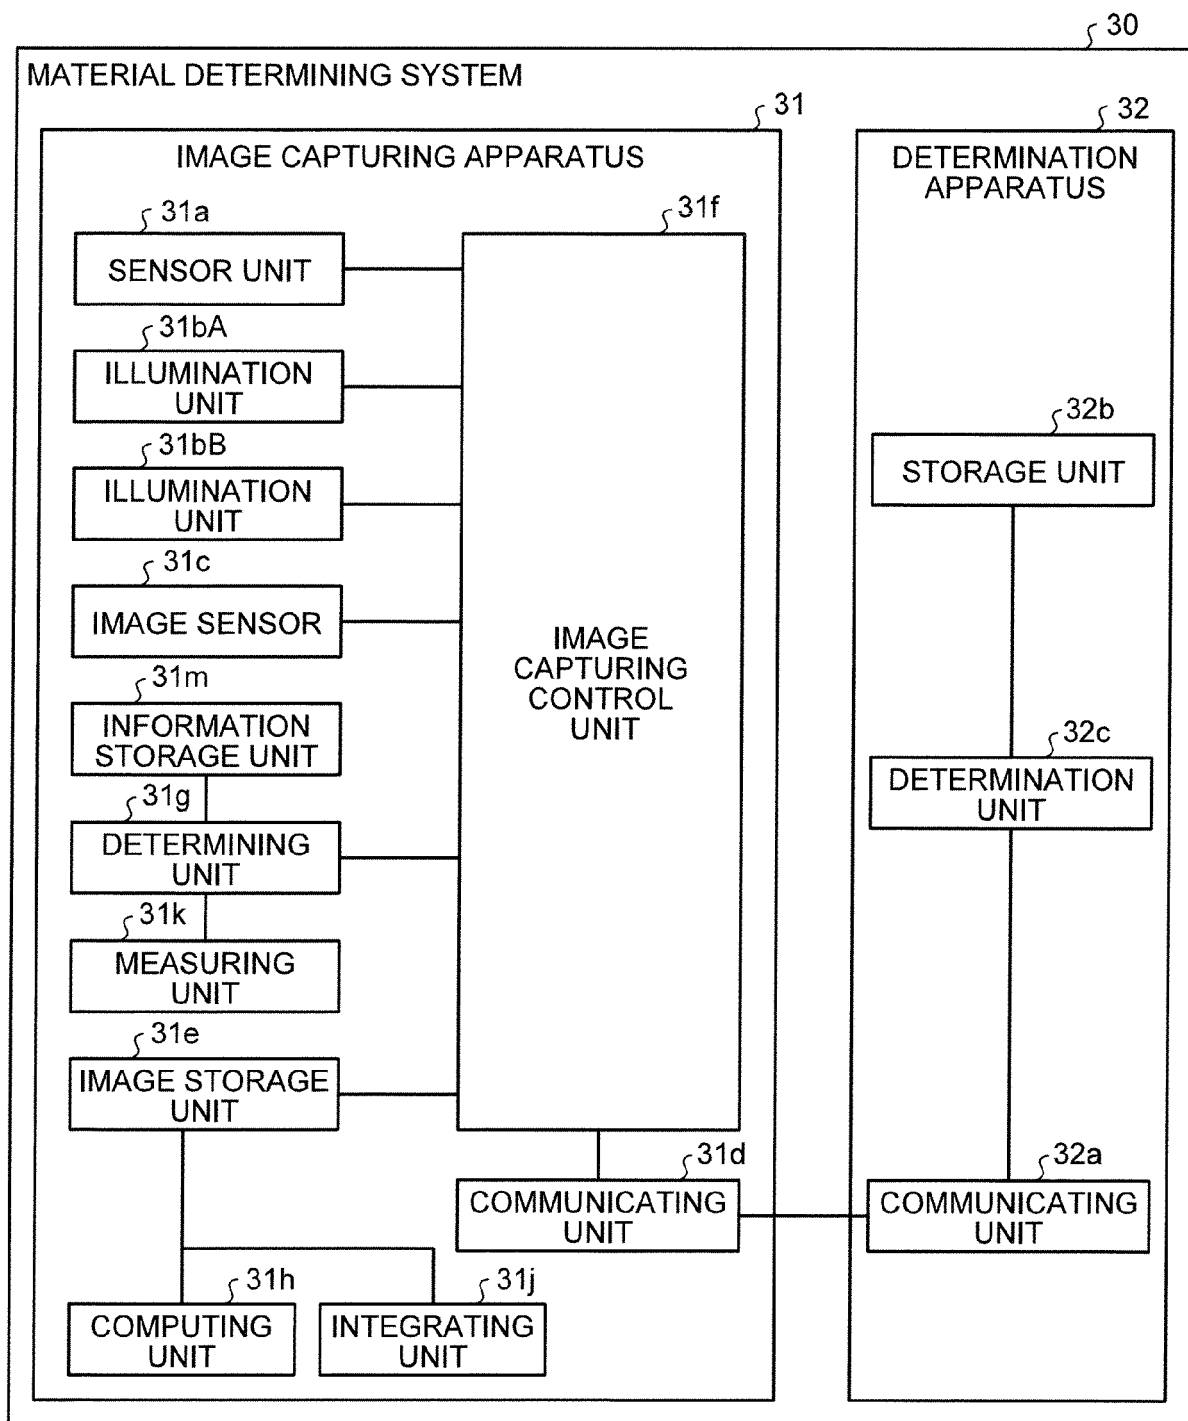 30
MATERIAL DETERMINING SYSTEM
31
IMAGE CAPTURING APPARATUS
31a
SENSOR UNIT
31bA
ILLUMINATION
UNIT
31bB
ILLUMINATION
UNIT
31c
IMAGE SENSOR
31m
INFORMATION
STORAGE UNIT
31g
DETERMINING
UNIT
31k
MEASURING
UNIT
31e
IMAGE STORAGE
UNIT
31f
IMAGE
CAPTURING
CONTROL
UNIT
31d
COMMUNICATING
UNIT
31h
COMPUTING
UNIT
31j
INTEGRATING
UNIT
32
DETERMINATION
APPARATUS
32b
STORAGE UNIT
32c
DETERMINATION
UNIT
32a
COMMUNICATING
UNIT